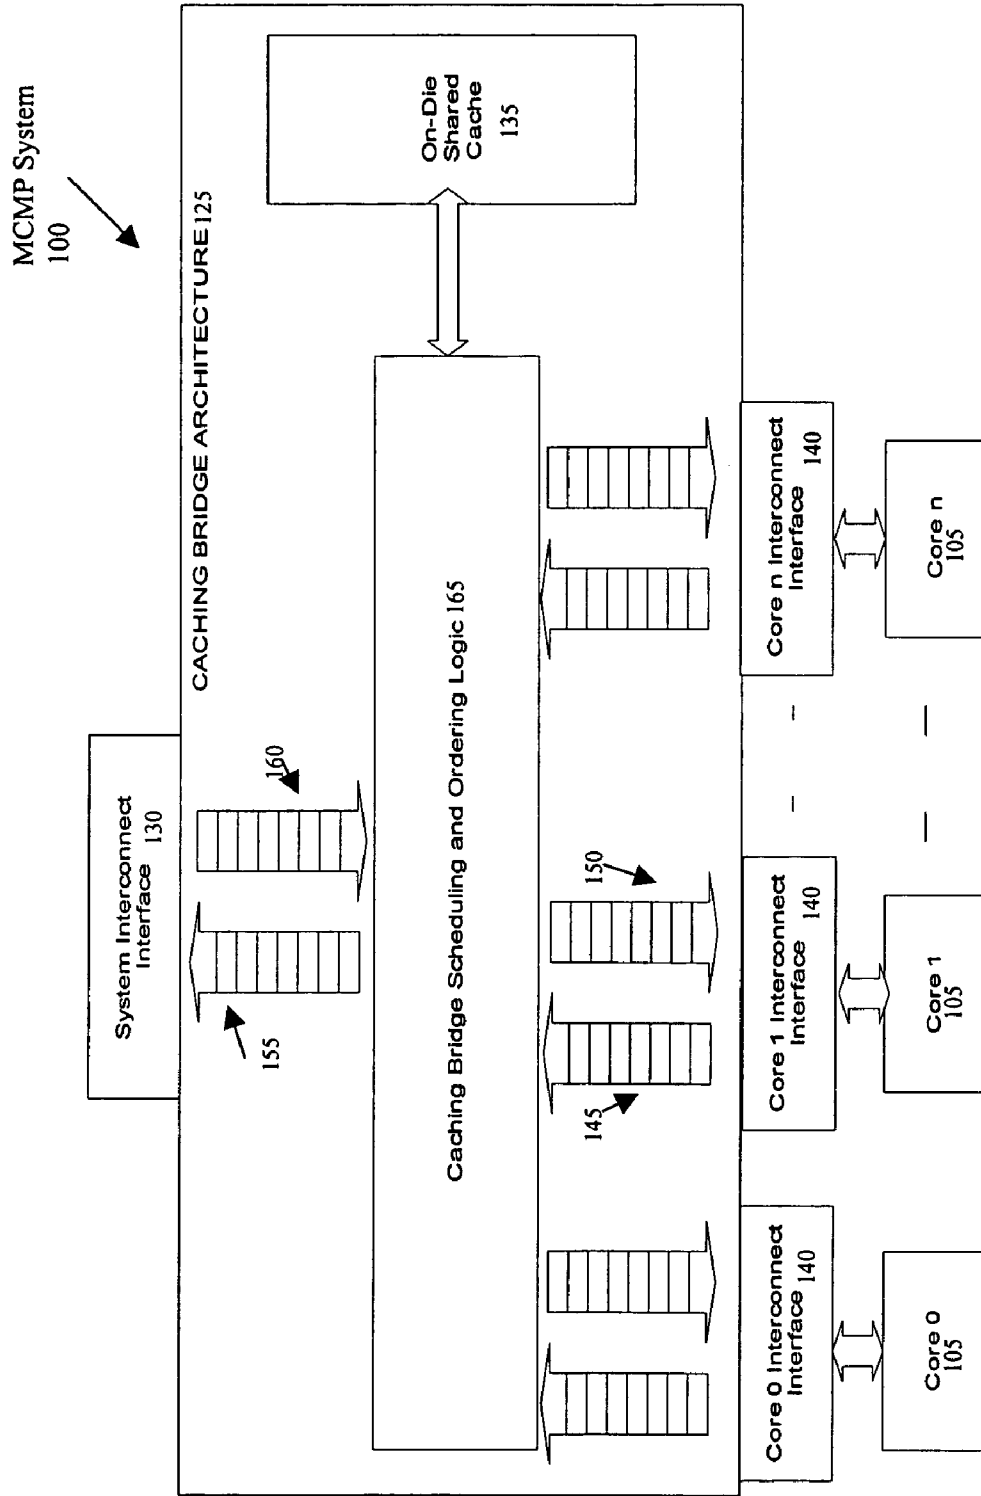 MCMP System
100
System Interconnect
Interface
130
CACHING BRIDGE ARCHITECTURE 125
155
160
On-Die
Shared
Cache
135
Caching Bridge Scheduling and Ordering Logic 165
145
150
Core 0 Interconnect
Interface
140
Core 1 Interconnect
Interface
140
Core n Interconnect
Interface
140
Core 0
105
Core 1
105
Core n
105